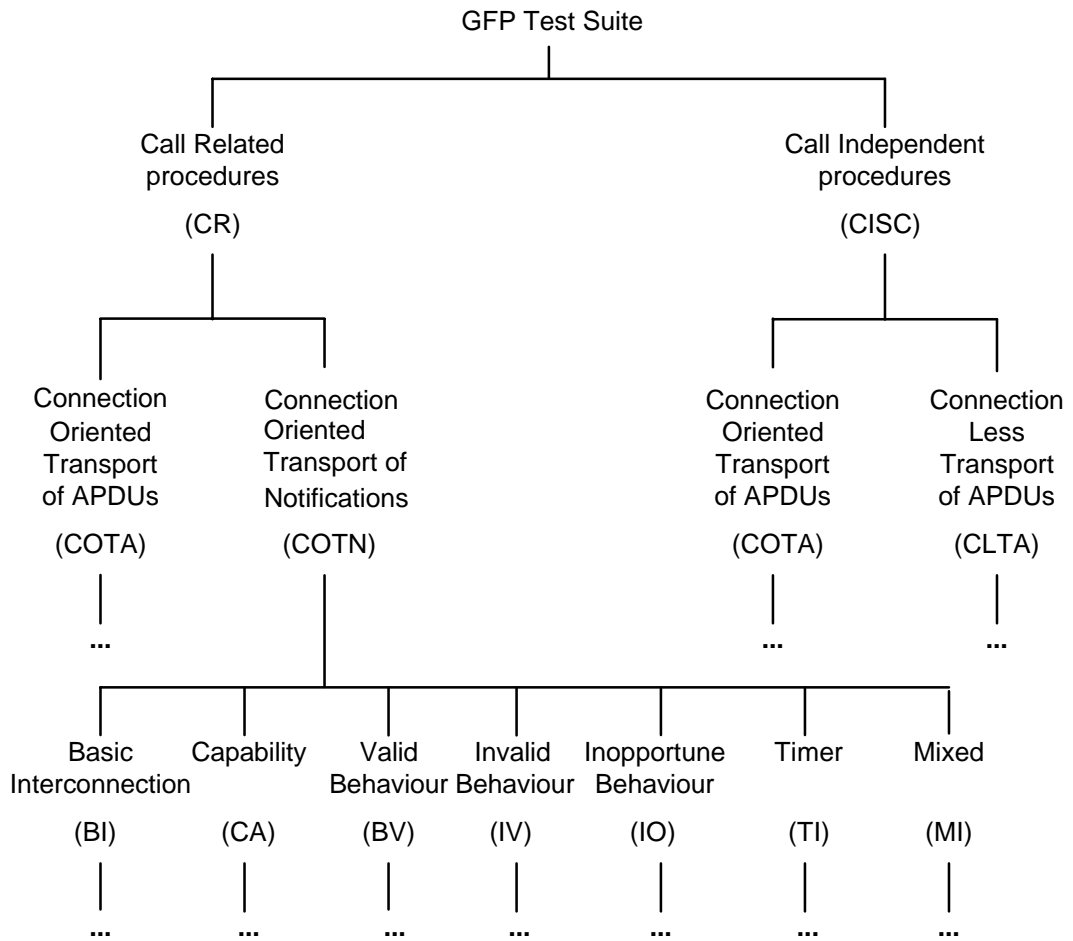 GFP Test Suite
Call Related
procedures
(CR)
Call Independent
procedures
(CISC)
Connection
Oriented
Transport
of APDUs
(COTA)
...
Connection
Oriented
Transport of
Notifications
(COTN)
Connection
Oriented
Transport
of APDUs
(COTA)
...
Connection
Less
Transport
of APDUs
(CLTA)
...
Basic
Interconnection
(BI)
...
Capability
(CA)
...
Valid
Behaviour
(BV)
...
Invalid
Behaviour
(IV)
...
Inopportune
Behaviour
(IO)
...
Timer
(TI)
...
Mixed
(MI)
...